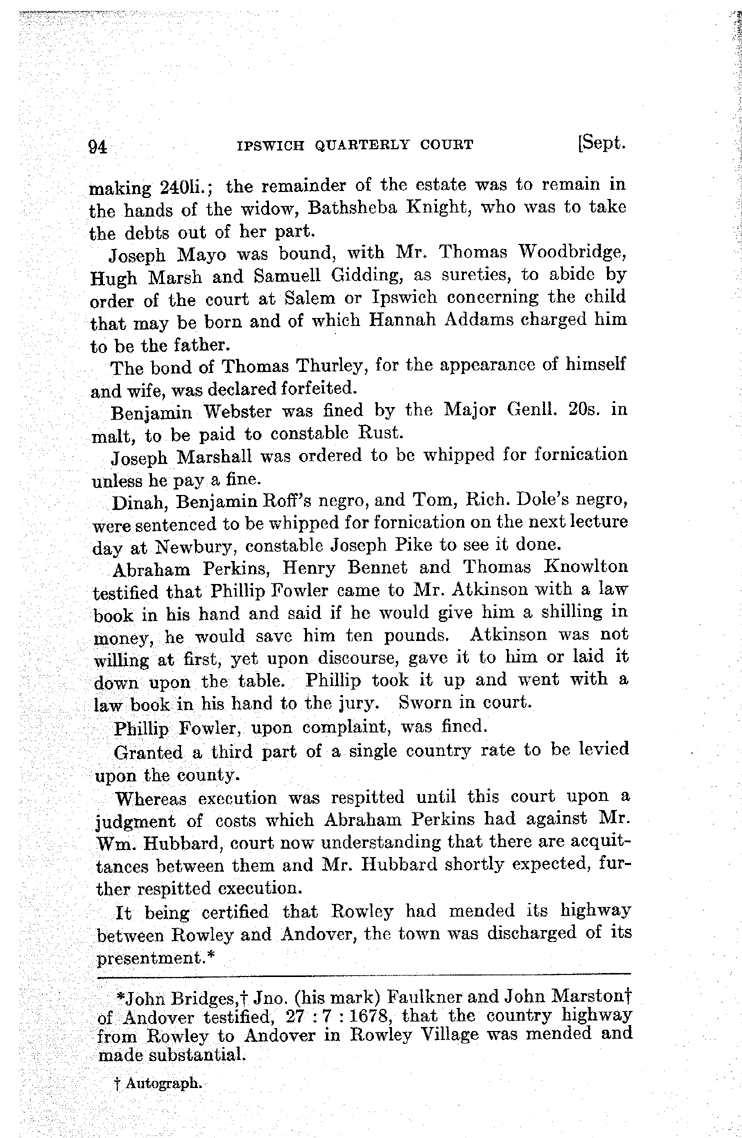 94 IPSWICH QUARTERLY COURT [Sept.
making 240li.; the remainder of the estate was to remain in
the hands of the widow, Bathsheba Knight, who was to take
the debts out of her part.
Joseph Mayo was bound, with Mr. Thomas Woodbridge,
Hugh Marsh and Samuell Gidding, as sureties, to abide by
order of the court at Salem or Ipswich concerning the child
that may be born and of which Hannah Addams charged him
to be the father.
The bond of Thomas Thurley, for the appearance of himself
and wife, was declared forfeited.
Benjamin Webster was fined by the Major Genll. 20s. in
malt, to be paid to constable Rust.
Joseph Marshall was ordered to be whipped for fornication
unless he pay a fine.
Dinah, Benjamin Roff's negro, and Tom, Rich. Dole's negro,
were sentenced to be whipped for fornication on the next lecture
day at Newbury, constable Joseph Pike to see it done.
Abraham Perkins, Henry Bennet and Thomas Knowlton
testified that Phillip Fowler came to Mr. Atkinson with a law
book in his hand and said if he would give him a shilling in
money, he would save him ten pounds. Atkinson was not
willing at first, yet upon discourse, gave it to him or laid it
down upon the table. Phillip took it up and went with a
law book in his hand to the jury. Sworn in court.
Phillip Fowler, upon complaint, was fined.
Granted a third part of a single country rate to be levied
upon the county.
Whereas execution was respitted until this court upon a
judgment of costs which Abraham Perkins had against Mr.
Wm. Hubbard, court now understanding that there are acquit-
tances between them and Mr. Hubbard shortly expected, fur-
ther respitted execution.
It being certified that Rowley had mended its highway
between Rowley and Andover, the town was discharged of its
presentment.*
*John Bridges,† Jno. (his mark) Faulkner and John Marston†
of Andover testified, 27 : 7 : 1678, that the country highway
from Rowley to Andover in Rowley Village was mended and
made substantial.
† Autograph.